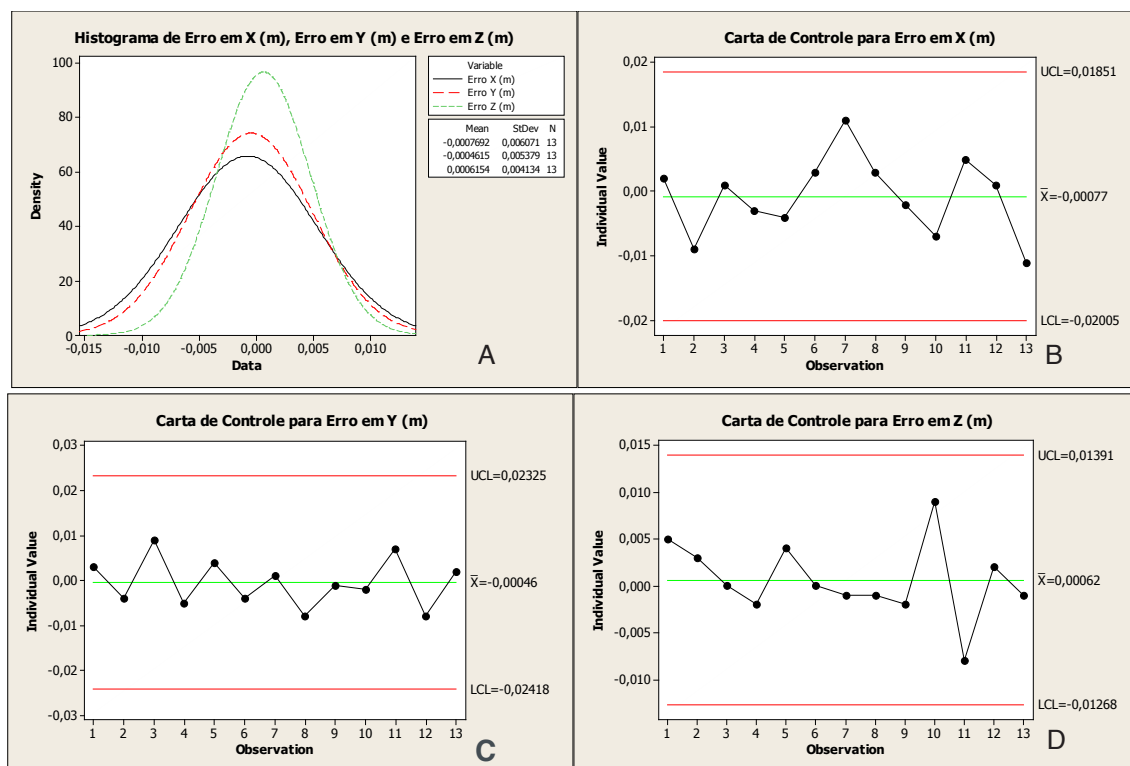 Histograma de Erro em X (m), Erro em Y (m) e Erro em Z (m)
100
80
60
40
20
0
Density
-0,015 -0,010 -0,005 0,000 0,005 0,010
Data
Variable
Erro X (m)
Erro Y (m)
Erro Z (m)
Mean StDev N
-0,0007692 0,006071 13
-0,0004615 0,005379 13
0,0006154 0,004134 13
A
Carta de Controle para Erro em X (m)
0,02
0,01
0,00
-0,01
-0,02
Individual Value
UCL=0,01851
X̅=-0,00077
LCL=-0,02005
1 2 3 4 5 6 7 8 9 10 11 12 13
Observation
B
Carta de Controle para Erro em Y (m)
0,03
0,02
0,01
0,00
-0,01
-0,02
-0,03
Individual Value
UCL=0,02325
X̅=-0,00046
LCL=-0,02418
1 2 3 4 5 6 7 8 9 10 11 12 13
Observation
C
Carta de Controle para Erro em Z (m)
0,015
0,010
0,005
0,000
-0,005
-0,010
Individual Value
UCL=0,01391
X̅=0,00062
LCL=-0,01268
1 2 3 4 5 6 7 8 9 10 11 12 13
Observation
D